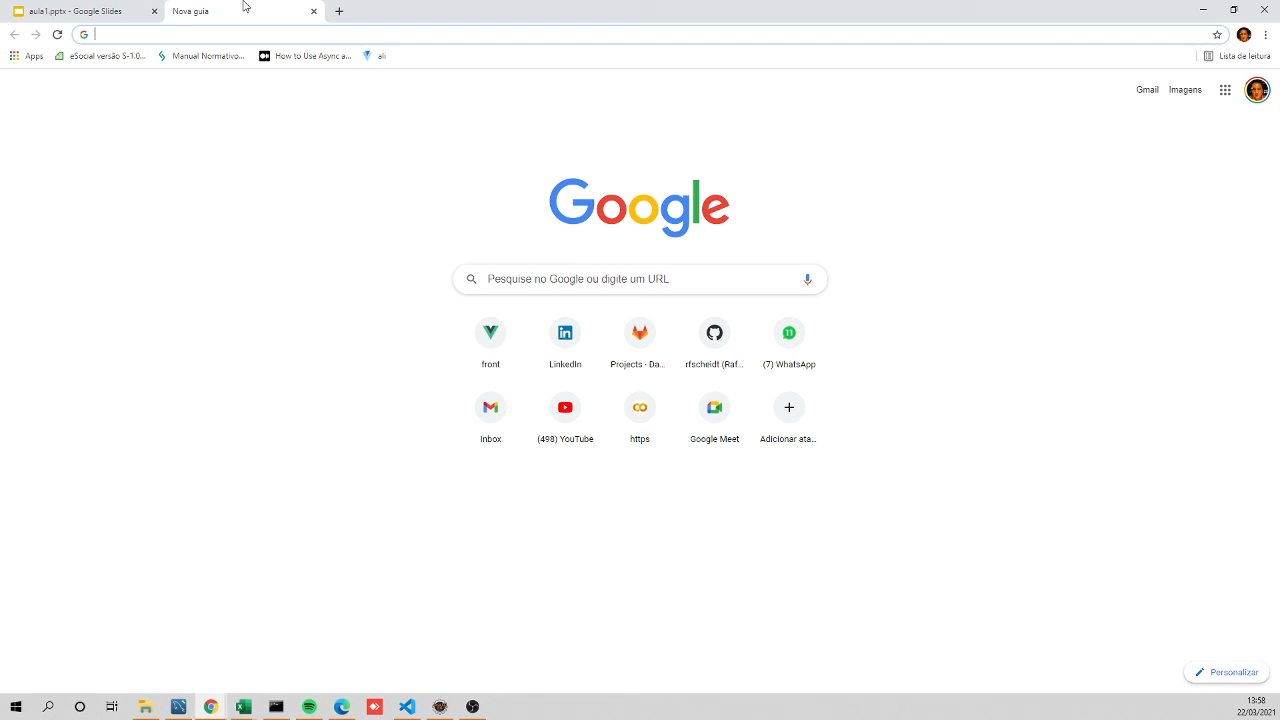 aula1.pptx - Google Slides
Nova guia
Apps
eSocial versão S-1.0...
Manual Normativo...
How to Use Async a...
ali
Lista de leitura
Gmail
Imagens
Google
Pesquise no Google ou digite um URL
front
LinkedIn
Projects · Da...
rfscheidt (Raf...
(7) WhatsApp
Inbox
(498) YouTube
https
Google Meet
Adicionar ata...
Personalizar
13:58
22/03/2021